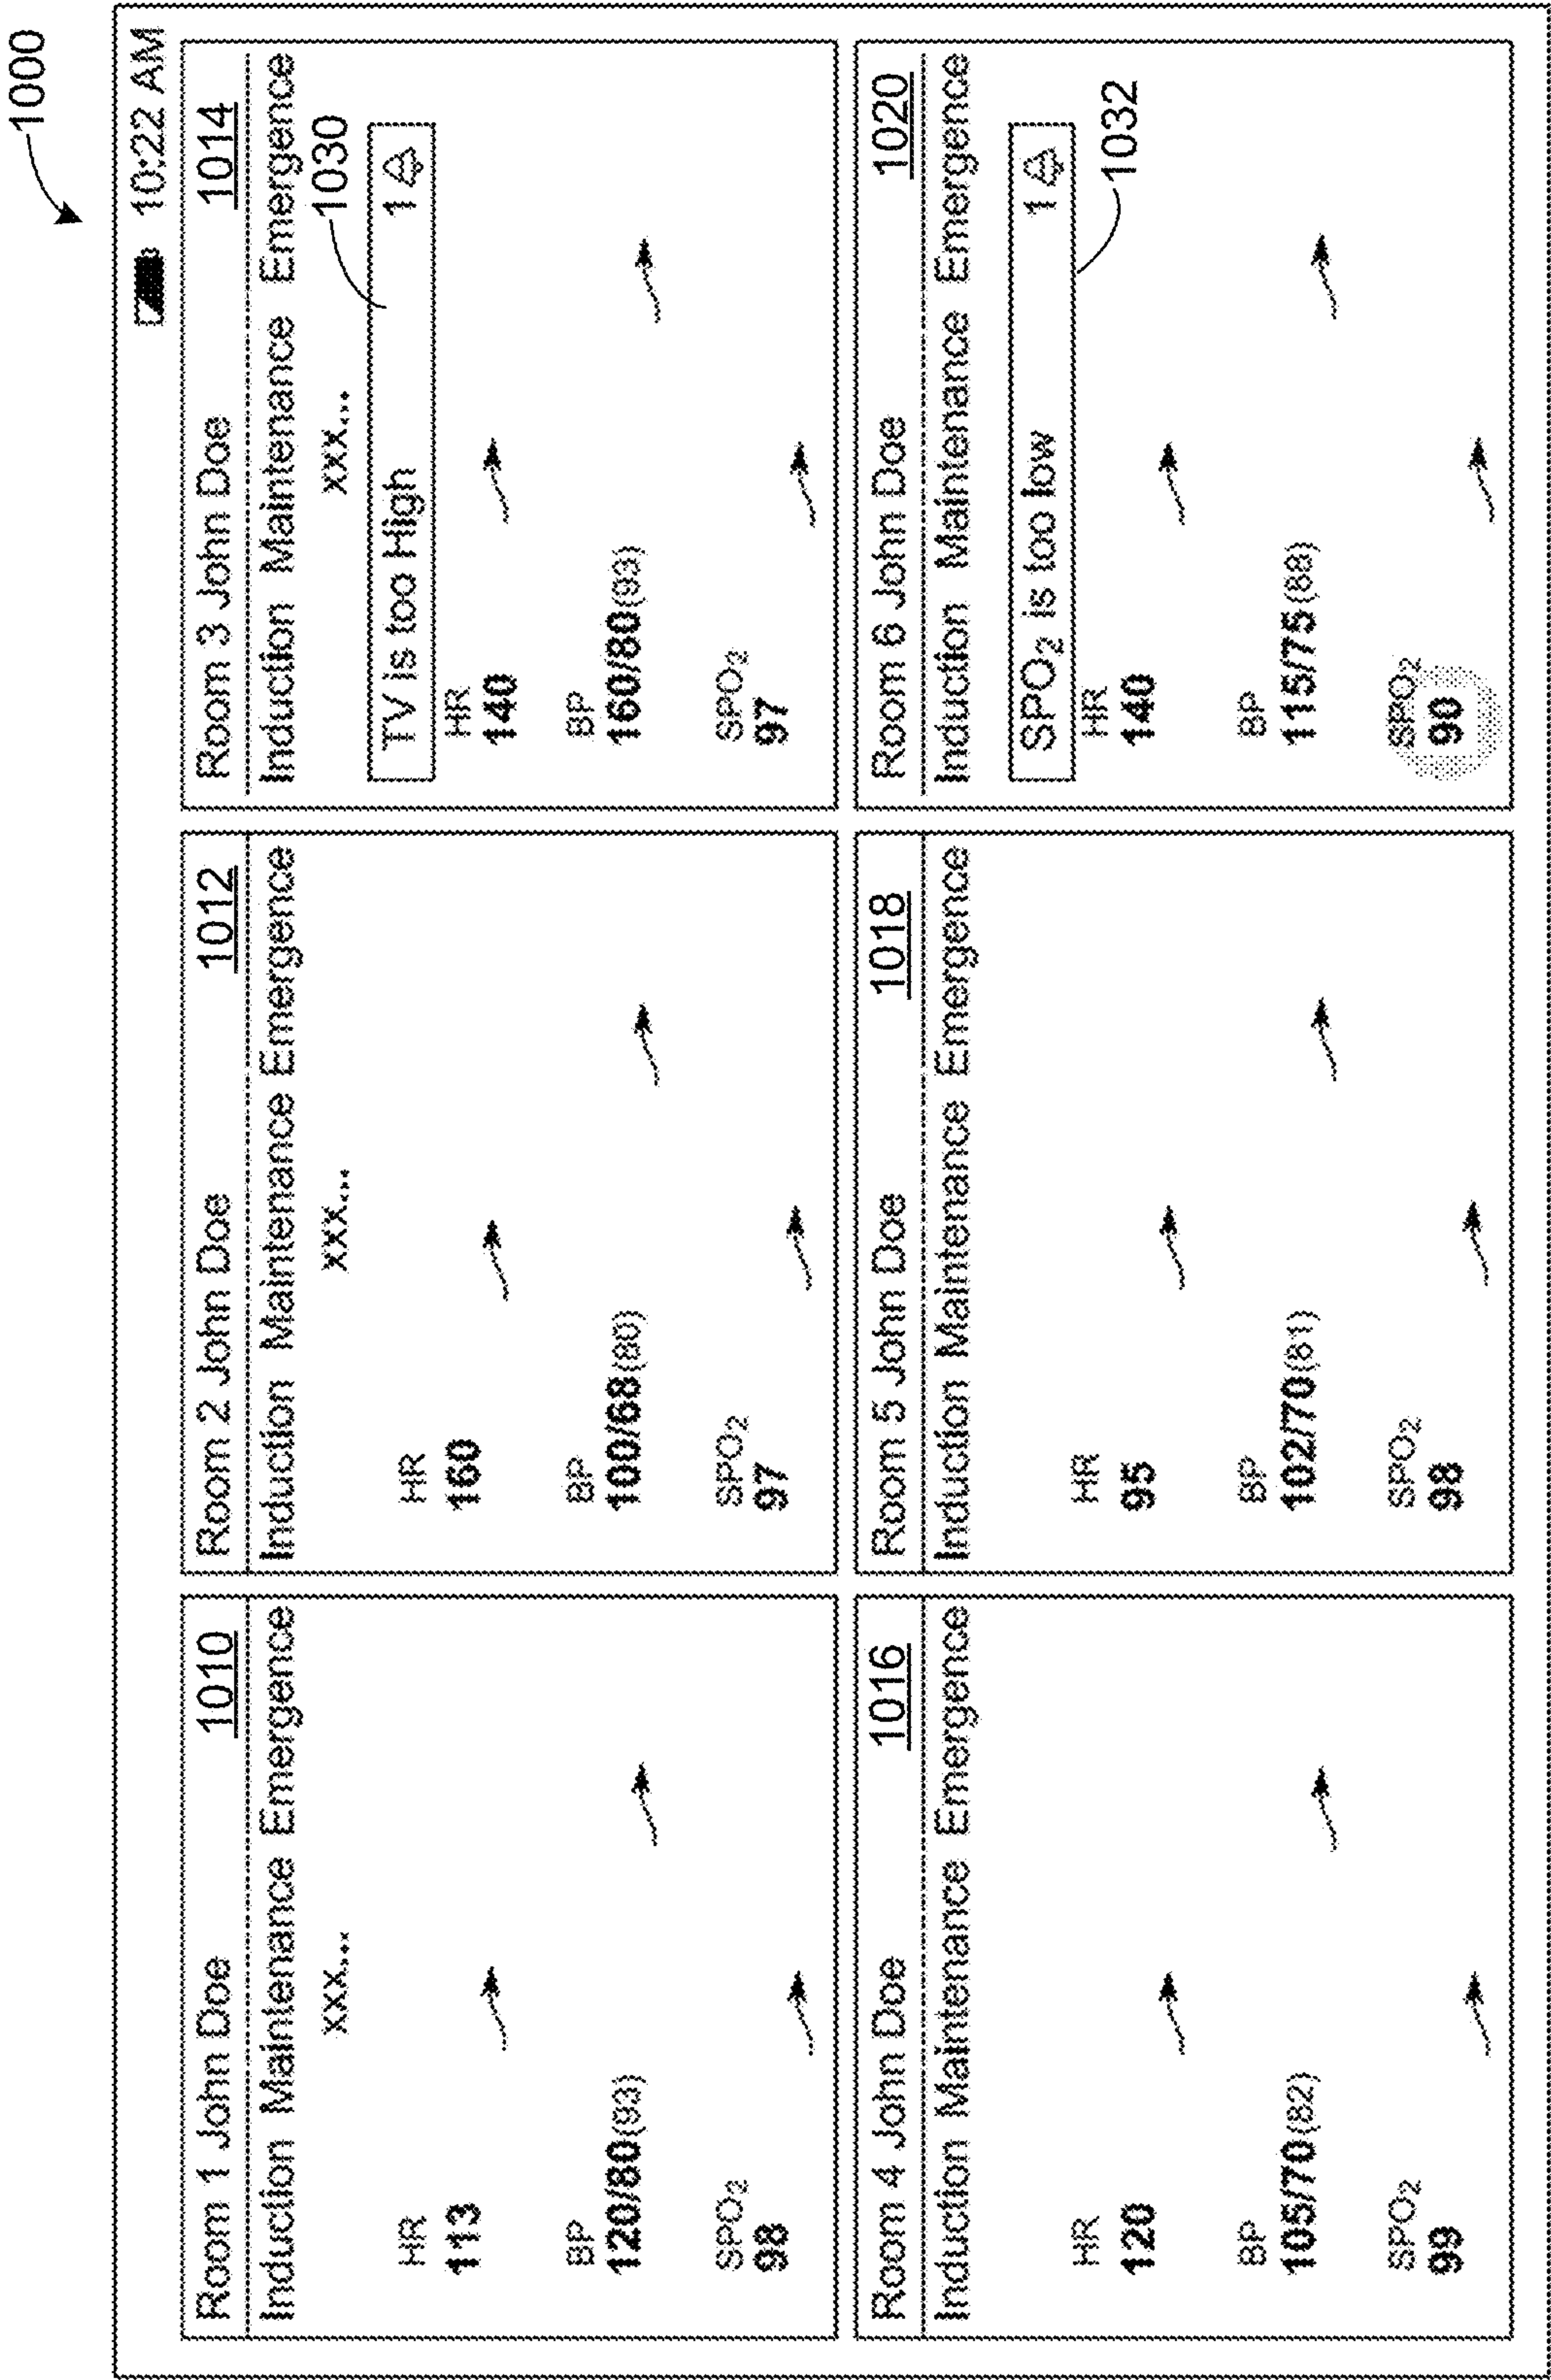 1000
10:22 AM
Room 1 John Doe 1010
Induction Maintenance Emergence
xxx...
HR
113
BP
120/80(93)
SPO₂
98
Room 2 John Doe 1012
Induction Maintenance Emergence
xxx...
HR
160
BP
100/68(80)
SPO₂
97
Room 3 John Doe 1014
Induction Maintenance Emergence
xxx... 1030
TV is too High 1
HR
140
BP
160/80(93)
SPO₂
97
Room 4 John Doe 1016
Induction Maintenance Emergence
HR
120
BP
105/70(82)
SPO₂
99
Room 5 John Doe 1018
Induction Maintenance Emergence
HR
95
BP
102/70(81)
SPO₂
98
Room 6 John Doe 1020
Induction Maintenance Emergence
SPO₂ is too low 1
1032
HR
140
BP
115/75(88)
SPO₂
90